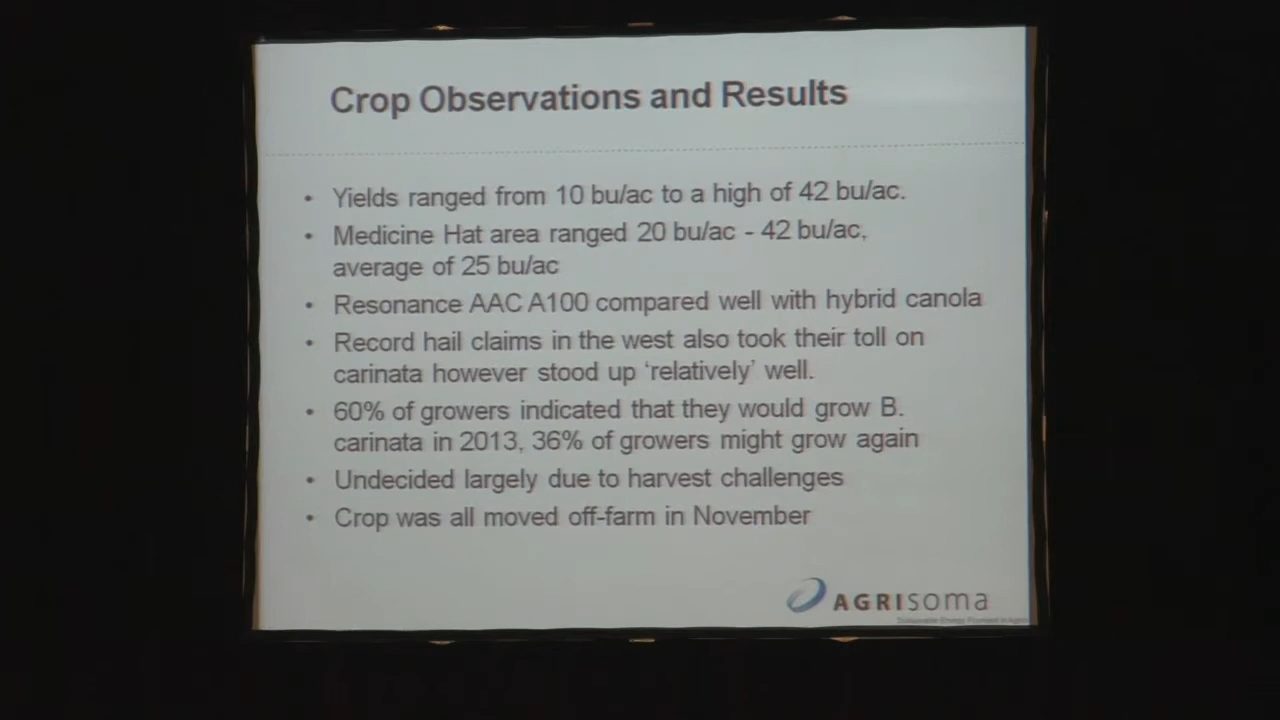 Crop Observations and Results
• Yields ranged from 10 bu/ac to a high of 42 bu/ac.
• Medicine Hat area ranged 20 bu/ac - 42 bu/ac,
average of 25 bu/ac
• Resonance AAC A100 compared well with hybrid canola
• Record hail claims in the west also took their toll on
carinata however stood up ‘relatively’ well.
• 60% of growers indicated that they would grow B.
carinata in 2013, 36% of growers might grow again
• Undecided largely due to harvest challenges
• Crop was all moved off-farm in November
AGRISOMA
Sustainable Energy